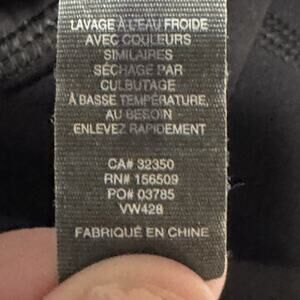 LAVAGE À L'EAU FROIDE
AVEC COULEURS
SIMILAIRES
SÉCHAGE PAR
CULBUTAGE
À BASSE TEMPÉRATURE,
AU BESOIN
ENLEVEZ RAPIDEMENT
CA# 32350
RN# 156509
PO# 03785
VW428
FABRIQUÉ EN CHINE